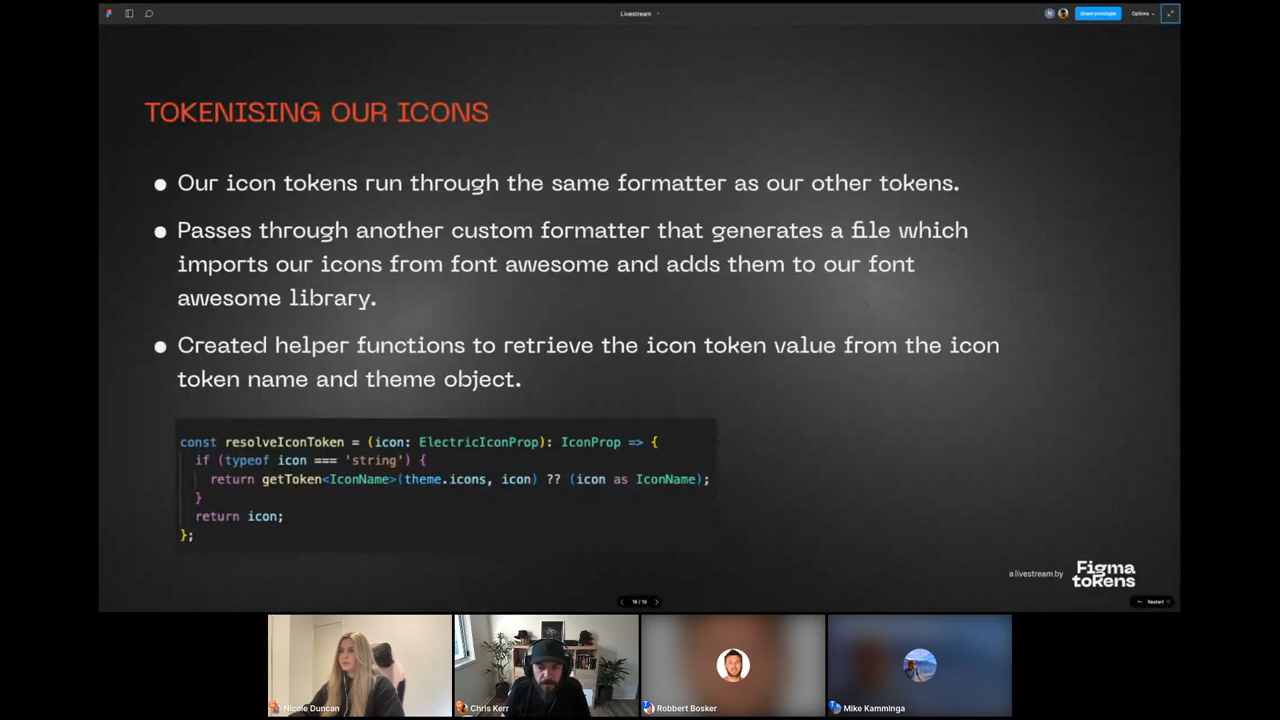 Livestream
Share prototype
Options
TOKENISING OUR ICONS
Our icon tokens run through the same formatter as our other tokens.
Passes through another custom formatter that generates a file which
imports our icons from font awesome and adds them to our font
awesome library.
Created helper functions to retrieve the icon token value from the icon
token name and theme object.
const resolveIconToken = (icon: ElectricIconProp): IconProp => {
if (typeof icon === 'string') {
return getToken<IconName>(theme.icons, icon) ?? (icon as IconName);
}
return icon;
};
a livestream by
Figma
tokens
Restart
Nicole Duncan
Chris Kerr
Robbert Bosker
Mike Kamminga